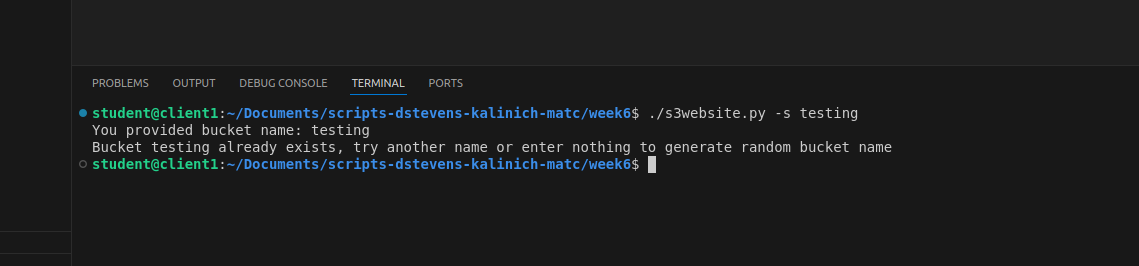 PROBLEMS OUTPUT DEBUG CONSOLE TERMINAL PORTS
student@client1:~/Documents/scripts-dstevens-kalinich-matc/week6$ ./s3website.py -s testing
You provided bucket name: testing
Bucket testing already exists, try another name or enter nothing to generate random bucket name
student@client1:~/Documents/scripts-dstevens-kalinich-matc/week6$